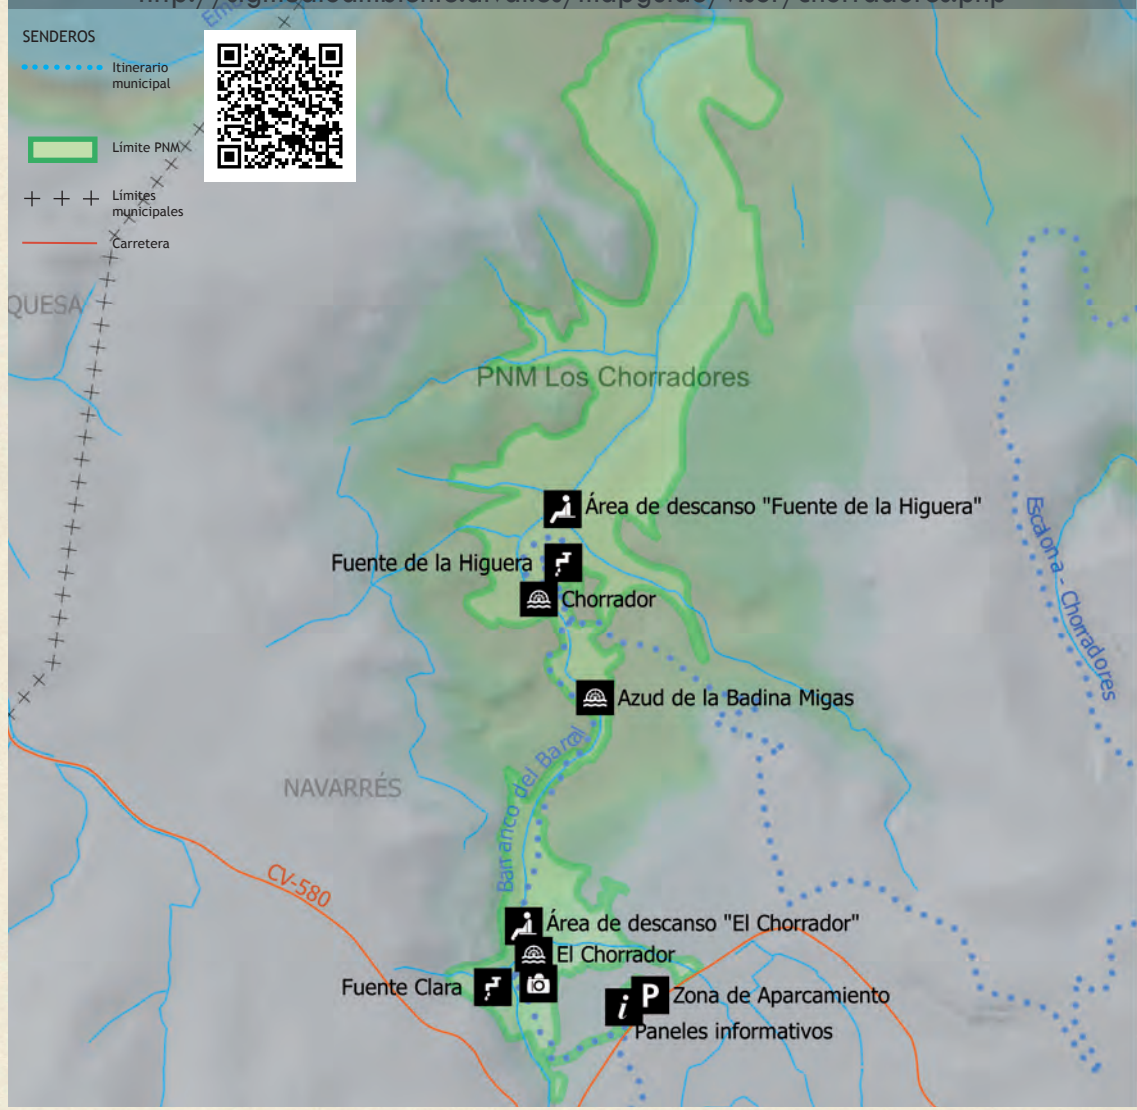 SENDEROS
Itinerario
municipal
Límite PNM
Límites
municipales
Carretera
QUESA
PNM Los Chorradores
Área de descanso "Fuente de la Higuera"
Fuente de la Higuera
Chorrador
Escalona - Chorradores
Azud de la Badina Migas
Barranco del Barcal
NAVARRÉS
CV-580
Área de descanso "El Chorrador"
El Chorrador
Fuente Clara
P
Zona de Aparcamiento
i
Paneles informativos